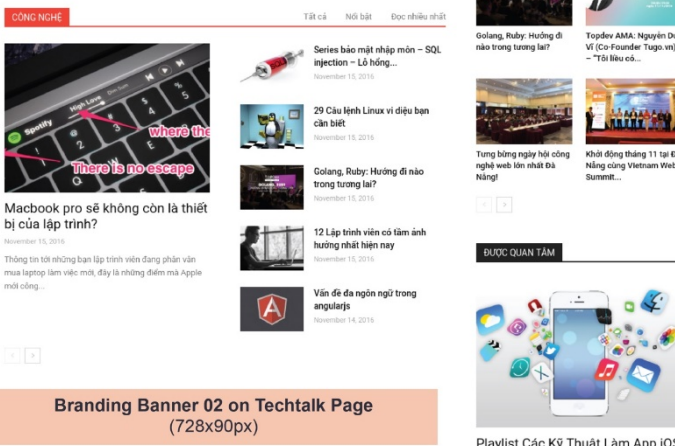 CÔNG NGHỆ
Tất cả Nổi bật Đọc nhiều nhất
Spotify
High Love
where the
There is no escape
Macbook pro sẽ không còn là thiết
bị của lập trình?
November 15, 2016
Thông tin tới những bạn lập trình viên đang phân vân
mua laptop làm việc mới, đây là những điểm mà Apple
mới công...
Series bảo mật nhập môn – SQL
injection – Lỗ hổng...
November 15, 2016
29 Câu lệnh Linux vi diệu bạn
cần biết
November 15, 2016
Golang, Ruby: Hướng đi nào
trong tương lai?
November 15, 2016
12 Lập trình viên có tầm ảnh
hưởng nhất hiện nay
November 15, 2016
Vấn đề đa ngôn ngữ trong
angularjs
November 14, 2016
Branding Banner 02 on Techtalk Page
(728x90px)
Golang, Ruby: Hướng đi
nào trong tương lai?
Topdev AMA: Nguyễn Du
Vĩ (Co-Founder Tugo.vn)
– “Tôi liều có...
Tưng bừng ngày hội công
nghệ web lớn nhất Đà
Nẵng!
Khởi động tháng 11 tại Đ
Nẵng cùng Vietnam Web
Summit...
ĐƯỢC QUAN TÂM
Playlist Các Kỹ Thuật Làm App iOS